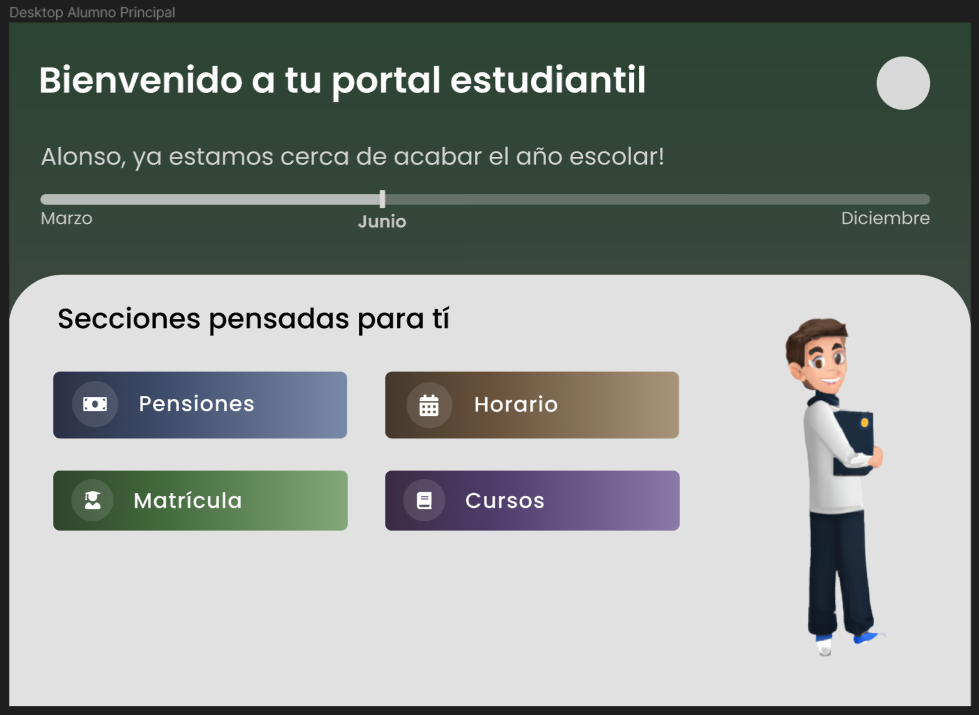 Desktop Alumno Principal
Bienvenido a tu portal estudiantil
Alonso, ya estamos cerca de acabar el año escolar!
Marzo
Junio
Diciembre
Secciones pensadas para tí
Pensiones
Horario
Matrícula
Cursos